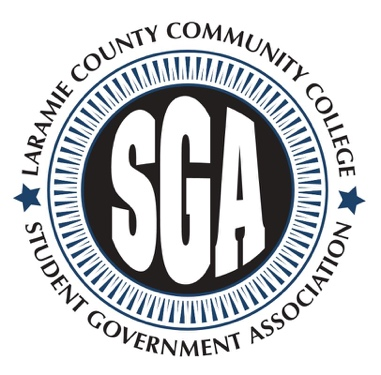 LARAMIE COUNTY COMMUNITY COLLEGE
SGA
STUDENT GOVERNMENT ASSOCIATION